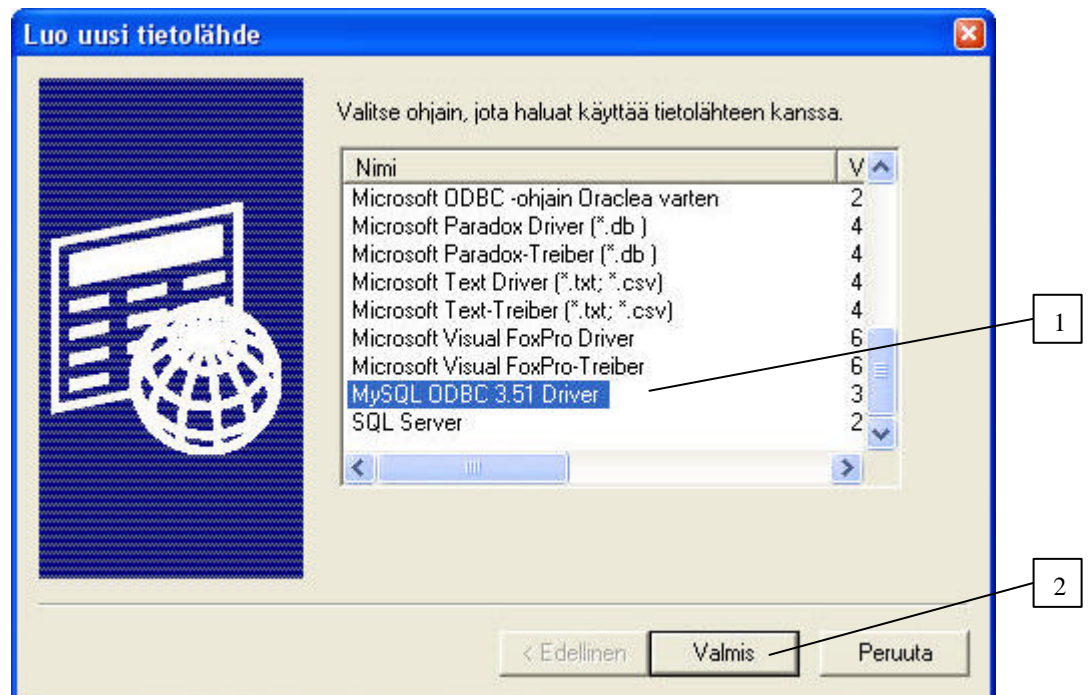 Luo uusi tietolähde
Valitse ohjain, jota haluat käyttää tietolähteen kanssa.
Nimi V
Microsoft ODBC -ohjain Oraclea varten 2
Microsoft Paradox Driver (*.db ) 4
Microsoft Paradox-Treiber (*.db ) 4
Microsoft Text Driver (*.txt; *.csv) 4
Microsoft Text-Treiber (*.txt; *.csv) 4
Microsoft Visual FoxPro Driver 6
Microsoft Visual FoxPro-Treiber 6
MySQL ODBC 3.51 Driver 3
SQL Server 2
1
2
< Edellinen Valmis Peruuta